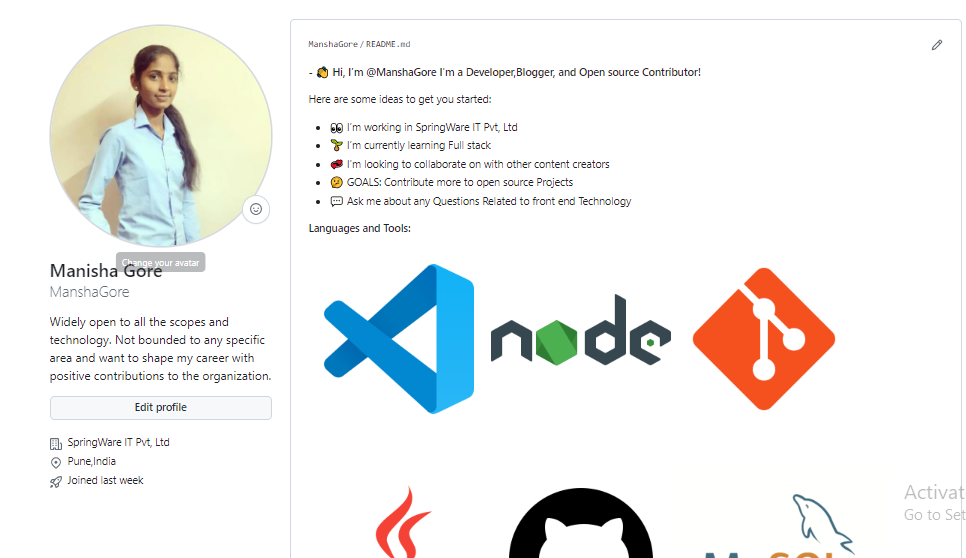 ManshaGore / README.md
- 👋 Hi, I'm @ManshaGore I'm a Developer,Blogger, and Open source Contributor!
Here are some ideas to get you started:
👀 I'm working in SpringWare IT Pvt, Ltd
🌱 I'm currently learning Full stack
I'm looking to collaborate on with other content creators
🤔 GOALS: Contribute more to open source Projects
💬 Ask me about any Questions Related to front end Technology
Languages and Tools:
Change your avatar
Manisha Gore
ManshaGore
Widely open to all the scopes and
technology. Not bounded to any specific
area and want to shape my career with
positive contributions to the organization.
Edit profile
SpringWare IT Pvt, Ltd
Pune,India
Joined last week
node
Activat
Go to Set